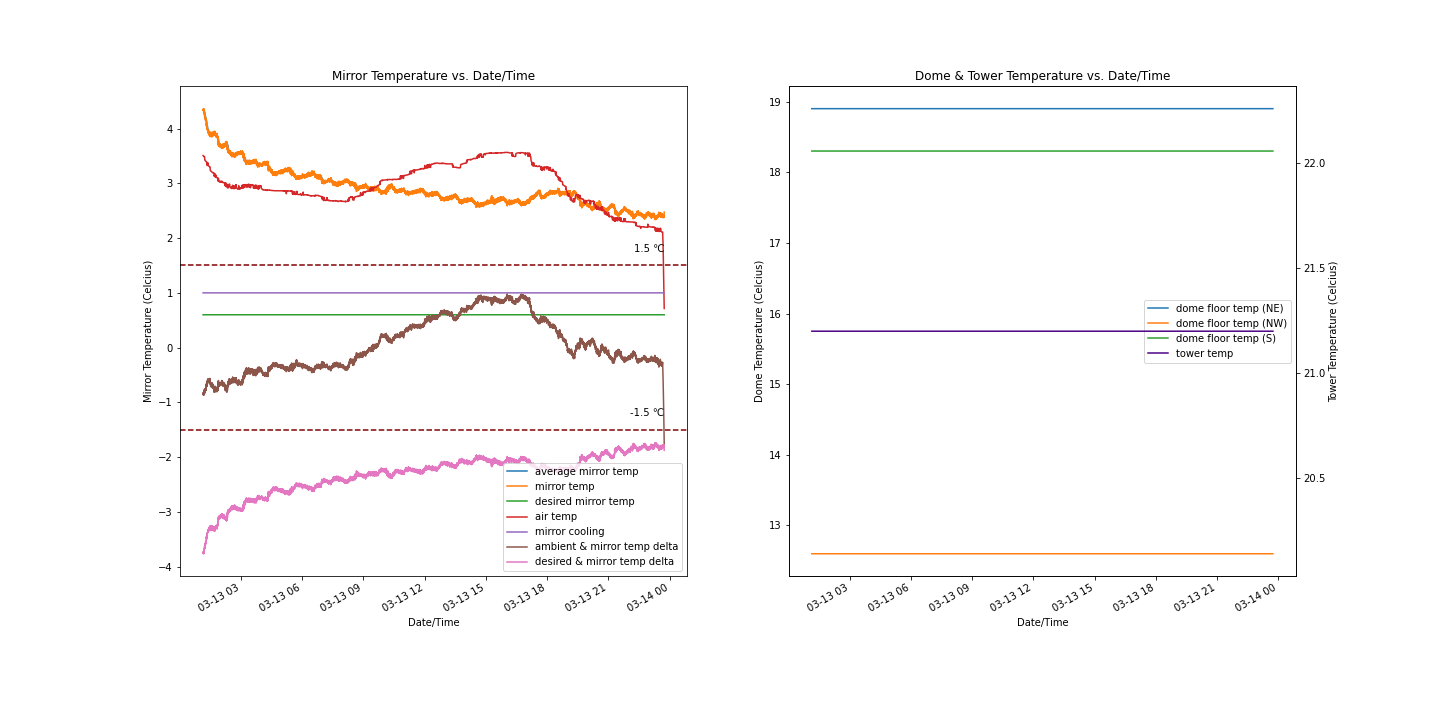 Mirror Temperature vs. Date/Time
Mirror Temperature (Celcius)
4
3
2
1
0
−1
−2
−3
−4
1.5 °C
-1.5 °C
average mirror temp
mirror temp
desired mirror temp
air temp
mirror cooling
ambient & mirror temp delta
desired & mirror temp delta
03-13 03
03-13 06
03-13 09
03-13 12
03-13 15
03-13 18
03-13 21
03-14 00
Date/Time
Dome & Tower Temperature vs. Date/Time
Dome Temperature (Celcius)
19
18
17
16
15
14
13
dome floor temp (NE)
dome floor temp (NW)
dome floor temp (S)
tower temp
22.0
21.5
21.0
20.5
Tower Temperature (Celcius)
03-13 03
03-13 06
03-13 09
03-13 12
03-13 15
03-13 18
03-13 21
03-14 00
Date/Time